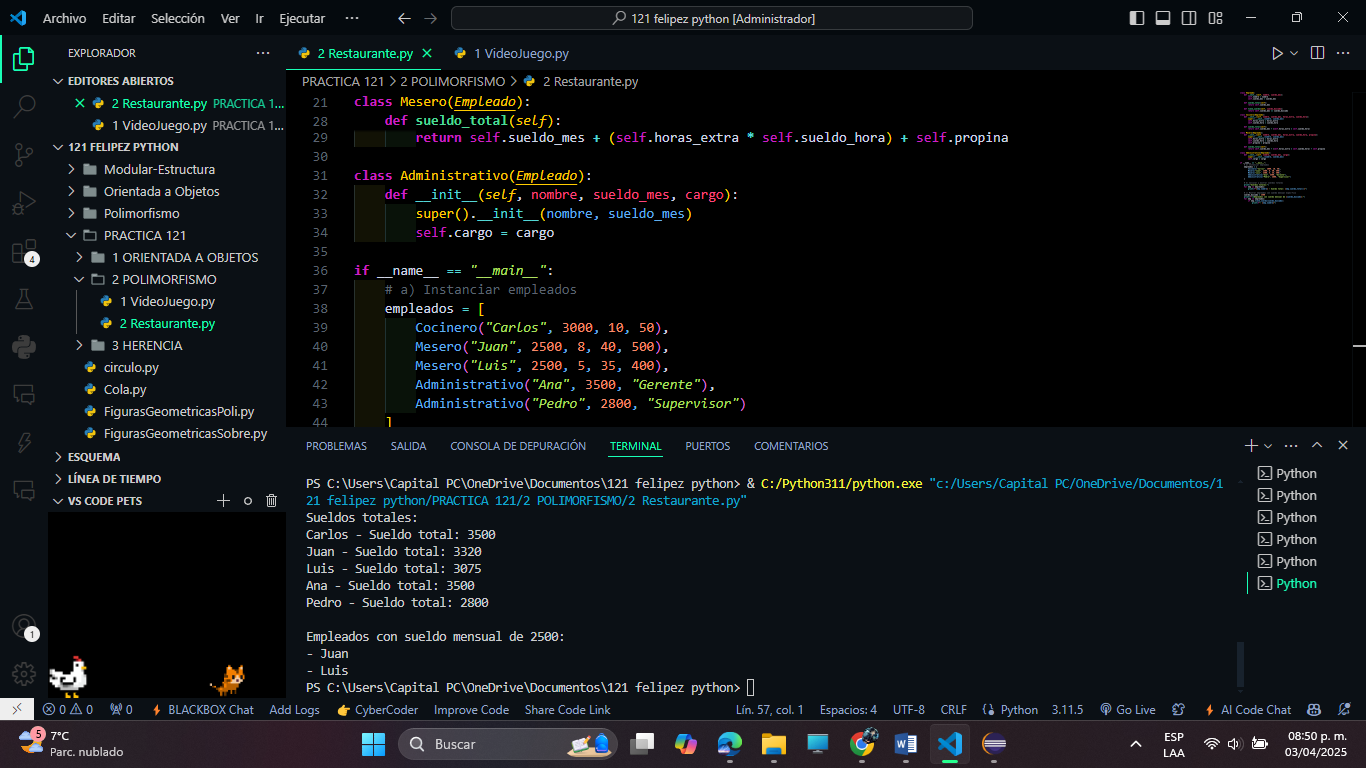 Archivo Editar Selección Ver Ir Ejecutar ··· 121 felipez python [Administrador]
EXPLORADOR ···
EDITORES ABIERTOS
2 Restaurante.py PRACTICA 1...
1 VideoJuego.py PRACTICA 1...
121 FELIPEZ PYTHON
Modular-Estructura
Orientada a Objetos
Polimorfismo
PRACTICA 121
1 ORIENTADA A OBJETOS
2 POLIMORFISMO
1 VideoJuego.py
2 Restaurante.py
3 HERENCIA
circulo.py
Cola.py
FigurasGeometricasPoli.py
FigurasGeometricasSobre.py
ESQUEMA
LÍNEA DE TIEMPO
VS CODE PETS
4
1
2 Restaurante.py 1 VideoJuego.py
PRACTICA 121 > 2 POLIMORFISMO > 2 Restaurante.py
21 class Mesero(Empleado):
28 def sueldo_total(self):
29 return self.sueldo_mes + (self.horas_extra * self.sueldo_hora) + self.propina
30
31 class Administrativo(Empleado):
32 def __init__(self, nombre, sueldo_mes, cargo):
33 super().__init__(nombre, sueldo_mes)
34 self.cargo = cargo
35
36 if __name__ == "__main__":
37 # a) Instanciar empleados
38 empleados = [
39 Cocinero("Carlos", 3000, 10, 50),
40 Mesero("Juan", 2500, 8, 40, 500),
41 Mesero("Luis", 2500, 5, 35, 400),
42 Administrativo("Ana", 3500, "Gerente"),
43 Administrativo("Pedro", 2800, "Supervisor")
44 ]
PROBLEMAS SALIDA CONSOLA DE DEPURACIÓN TERMINAL PUERTOS COMENTARIOS
PS C:\Users\Capital PC\OneDrive\Documentos\121 felipez python> & C:/Python311/python.exe "c:/Users/Capital PC/OneDrive/Documentos/1
21 felipez python/PRACTICA 121/2 POLIMORFISMO/2 Restaurante.py"
Sueldos totales:
Carlos - Sueldo total: 3500
Juan - Sueldo total: 3320
Luis - Sueldo total: 3075
Ana - Sueldo total: 3500
Pedro - Sueldo total: 2800
Empleados con sueldo mensual de 2500:
- Juan
- Luis
PS C:\Users\Capital PC\OneDrive\Documentos\121 felipez python>
Python
Python
Python
Python
Python
Python
0 0 0 BLACKBOX Chat Add Logs CyberCoder Improve Code Share Code Link Lín. 57, col. 1 Espacios: 4 UTF-8 CRLF Python 3.11.5 Go Live AI Code Chat
5 7°C
Parc. nublado
Buscar
ESP
LAA
08:50 p. m.
03/04/2025